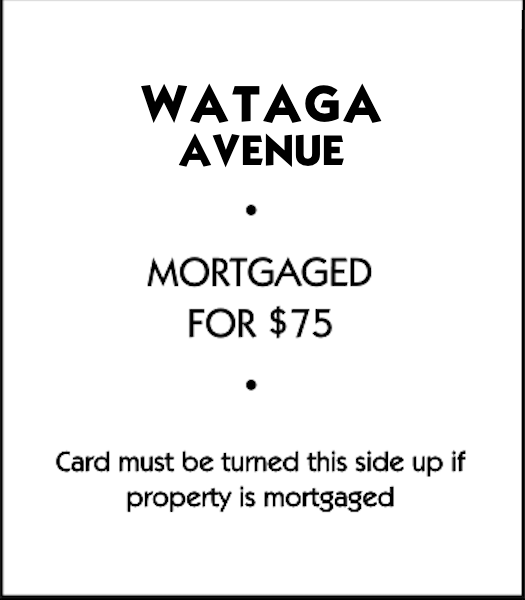 WATAGA
AVENUE
•
MORTGAGED
FOR $75
•
Card must be turned this side up if
property is mortgaged